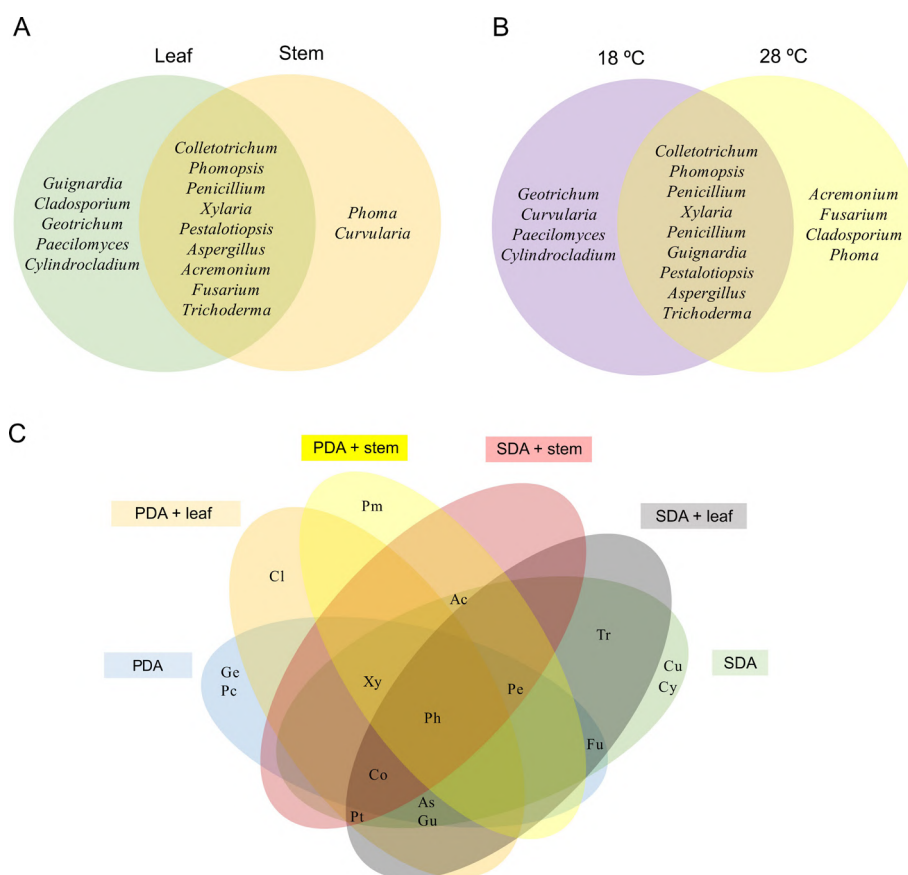 A
Leaf
Stem
Guignardia
Cladosporium
Geotrichum
Paecilomyces
Cylindrocladium
Colletotrichum
Phomopsis
Penicillium
Xylaria
Pestalotiopsis
Aspergillus
Acremonium
Fusarium
Trichoderma
Phoma
Curvularia
B
18 ºC
28 ºC
Geotrichum
Curvularia
Paecilomyces
Cylindrocladium
Colletotrichum
Phomopsis
Penicillium
Xylaria
Penicillium
Guignardia
Pestalotiopsis
Aspergillus
Trichoderma
Acremonium
Fusarium
Cladosporium
Phoma
C
PDA + stem
SDA + stem
PDA + leaf
SDA + leaf
PDA
SDA
Pm
Cl
Ac
Tr
Ge
Pc
Xy
Pe
Cu
Cy
Ph
Fu
Co
As
Gu
Pt